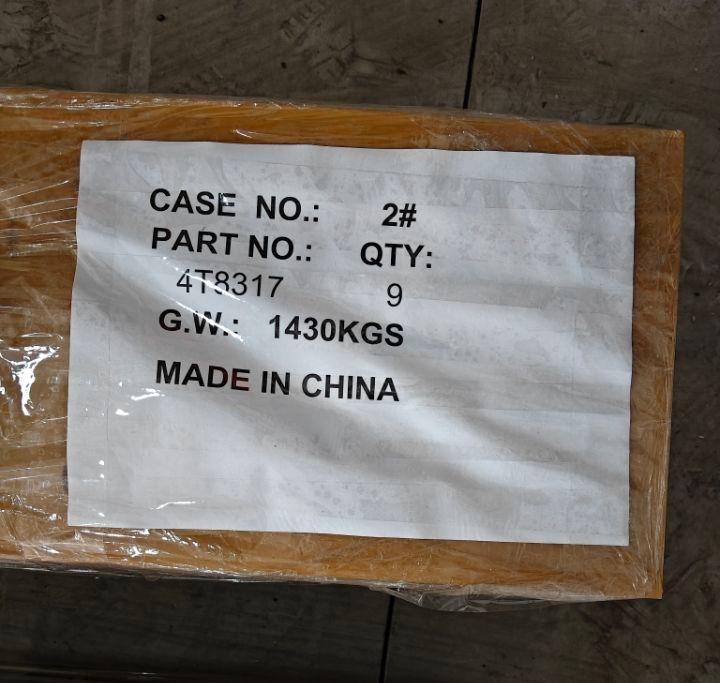 CASE NO.: 2#
PART NO.: QTY:
4T8317 9
G.W.: 1430KGS
MADE IN CHINA